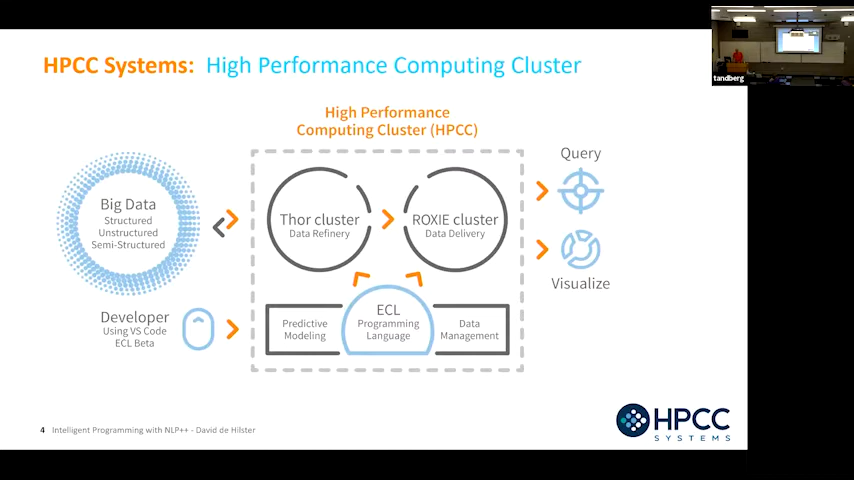 HPCC Systems: High Performance Computing Cluster
tandberg
High Performance
Computing Cluster (HPCC)
Big Data
Structured
Unstructured
Semi-Structured
Thor cluster
Data Refinery
ROXIE cluster
Data Delivery
Query
Visualize
Developer
Using VS Code
ECL Beta
Predictive
Modeling
ECL
Programming
Language
Data
Management
4 Intelligent Programming with NLP++ - David de Hilster
HPCC
SYSTEMS